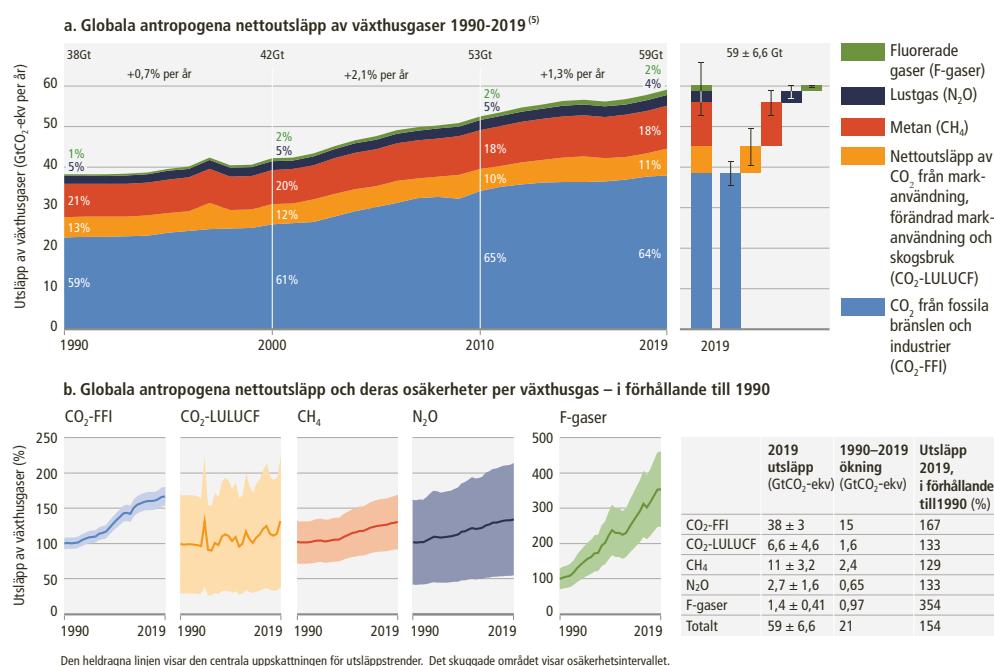 a. Globala antropogena nettoutsläpp av växthusgaser 1990-2019 (5)
38Gt 42Gt 53Gt 59Gt
+0,7% per år +2,1% per år +1,3% per år
59 ± 6,6 Gt
Utsläpp av växthusgaser (GtCO2-ekv per år)
60
50
40
30
20
10
0
1%
5%
21%
13%
59%
2%
5%
20%
12%
61%
2%
5%
18%
10%
65%
2%
4%
18%
11%
64%
1990 2000 2010 2019
2019
Fluorerade
gaser (F-gaser)
Lustgas (N2O)
Metan (CH4)
Nettoutsläpp av
CO2 från mark-
användning,
förändrad mark-
användning och
skogsbruk
(CO2-LULUCF)
CO2 från fossila
bränslen och
industrier
(CO2-FFI)
b. Globala antropogena nettoutsläpp och deras osäkerheter per växthusgas – i förhållande till 1990
Utsläpp av växthusgaser (%)
CO2-FFI CO2-LULUCF CH4 N2O F-gaser
250
200
150
100
50
0
500
400
300
200
100
0
1990 2019 1990 2019 1990 2019 1990 2019 1990 2019
2019 1990–2019 Utsläpp
utsläpp ökning 2019,
(GtCO2-ekv) (GtCO2-ekv) i förhållande
till1990 (%)
CO2-FFI 38 ± 3 15 167
CO2-LULUCF 6,6 ± 4,6 1,6 133
CH4 11 ± 3,2 2,4 129
N2O 2,7 ± 1,6 0,65 133
F-gaser 1,4 ± 0,41 0,97 354
Totalt 59 ± 6,6 21 154
Den heldragna linjen visar den centrala uppskattningen för utsläppstrender. Det skuggade området visar osäkerhetsintervallet.